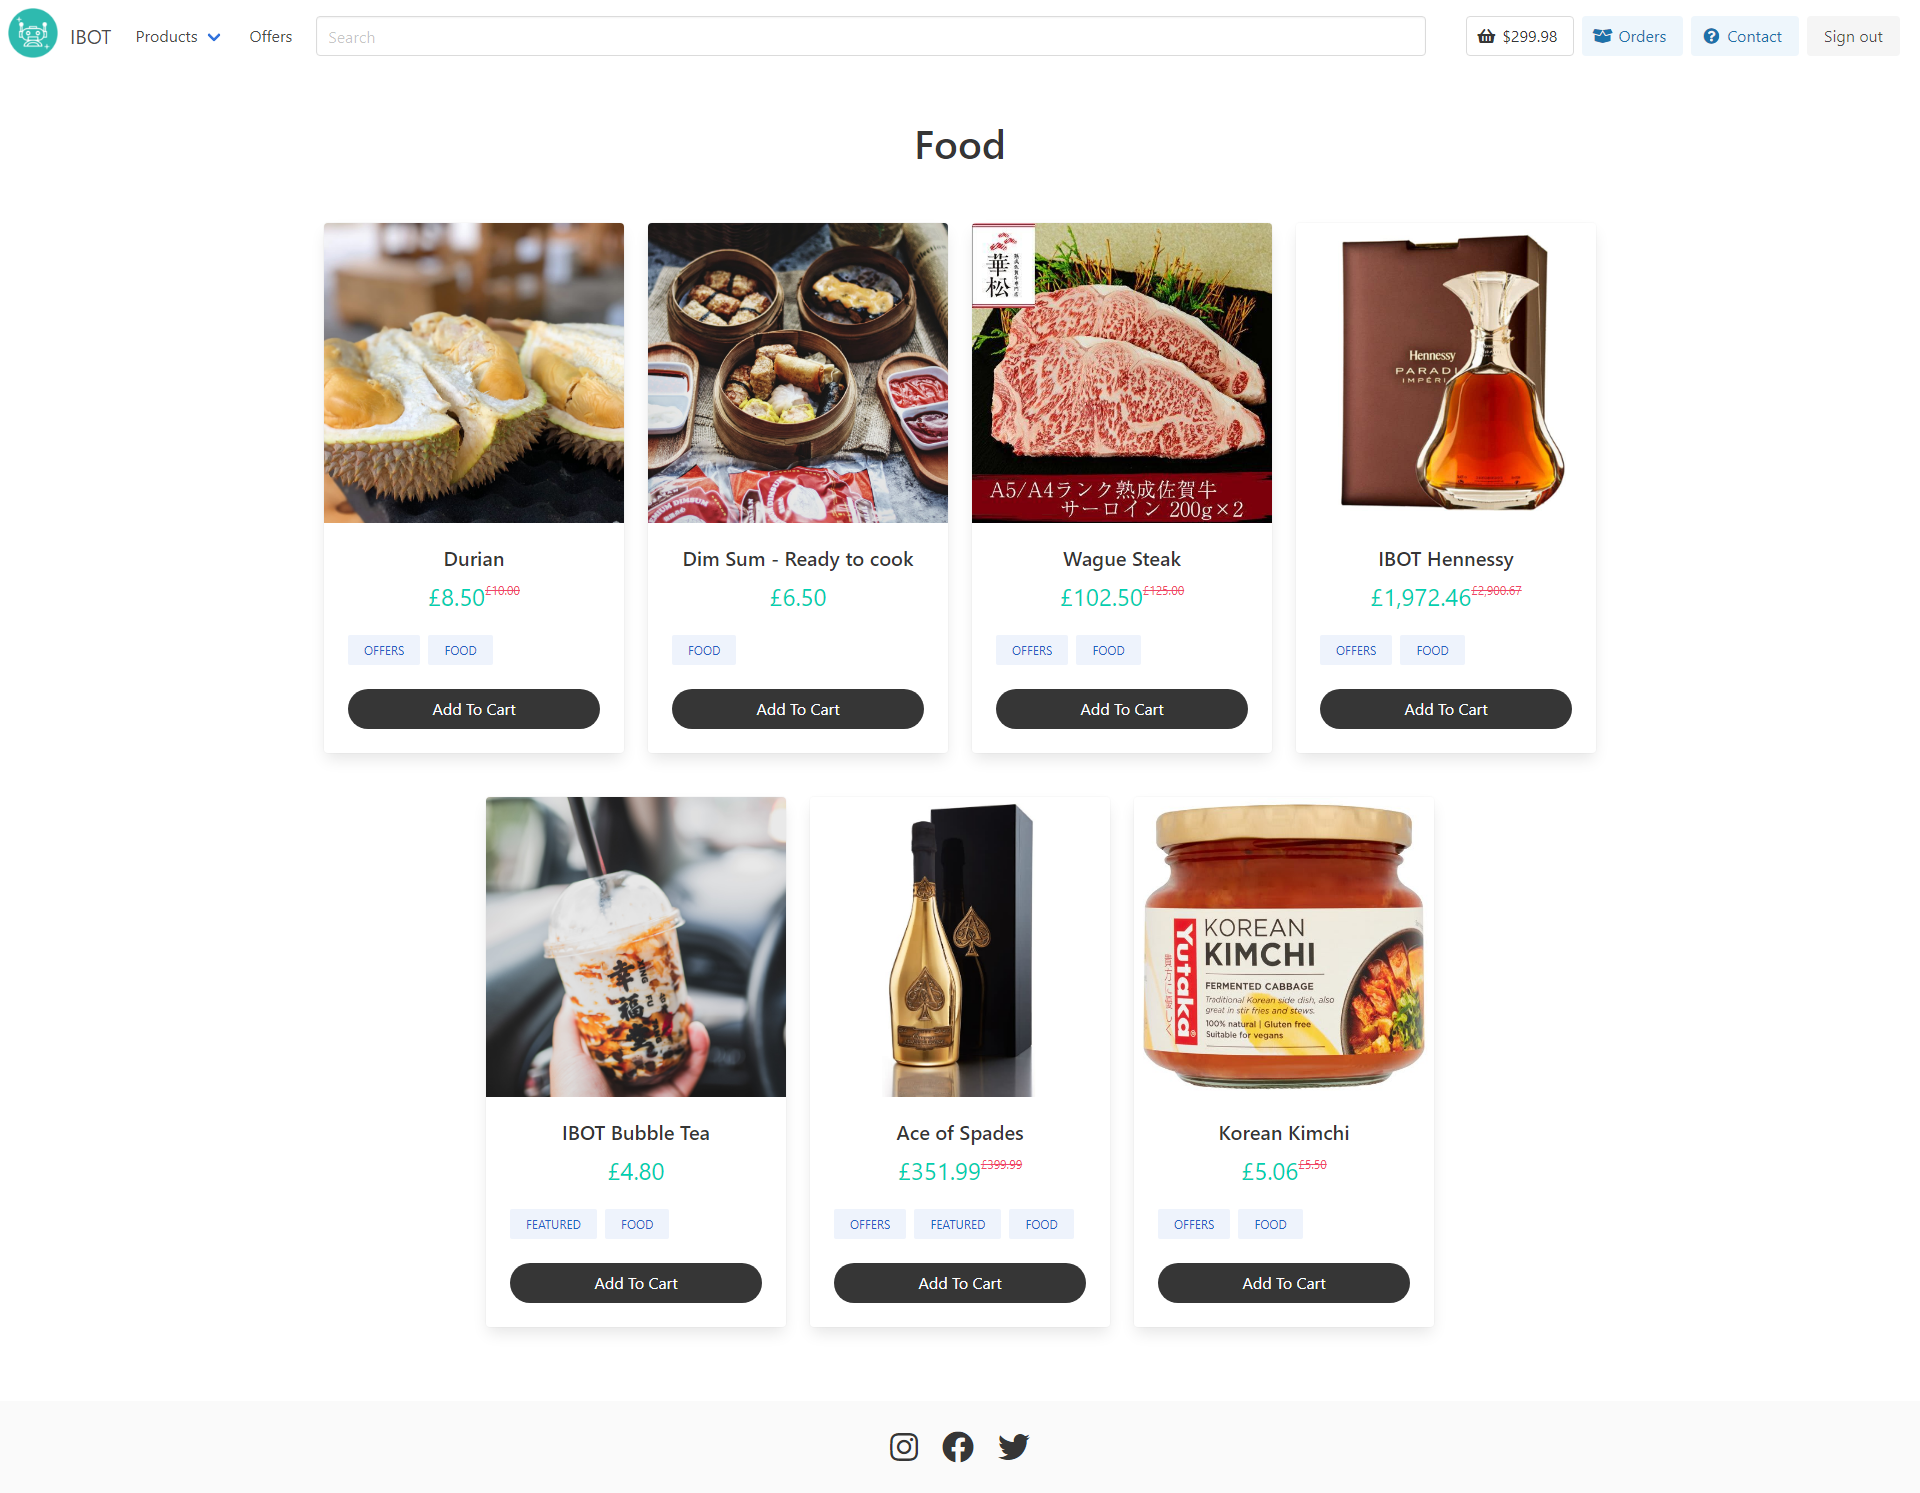 IBOT
Products
Offers
Search
$299.98
Orders
Contact
Sign out
Food
華松
Hennessy
PARADI
IMPÉRI
A5/A4ランク熟成佐賀牛
サーロイン 200g×2
Durian
Dim Sum - Ready to cook
Wague Steak
IBOT Hennessy
£8.50£10.00
£6.50
£102.50£125.00
£1,972.46£2,900.67
OFFERS FOOD
FOOD
OFFERS FOOD
OFFERS FOOD
Add To Cart
Add To Cart
Add To Cart
Add To Cart
幸福堂
Yutaka®
KOREAN
KIMCHI
FERMENTED CABBAGE
Traditional Korean side dish, also
great in stir fries and stews.
100% natural | Gluten free
Suitable for vegans
IBOT Bubble Tea
Ace of Spades
Korean Kimchi
£4.80
£351.99£399.99
£5.06£5.50
FEATURED FOOD
OFFERS FEATURED FOOD
OFFERS FOOD
Add To Cart
Add To Cart
Add To Cart